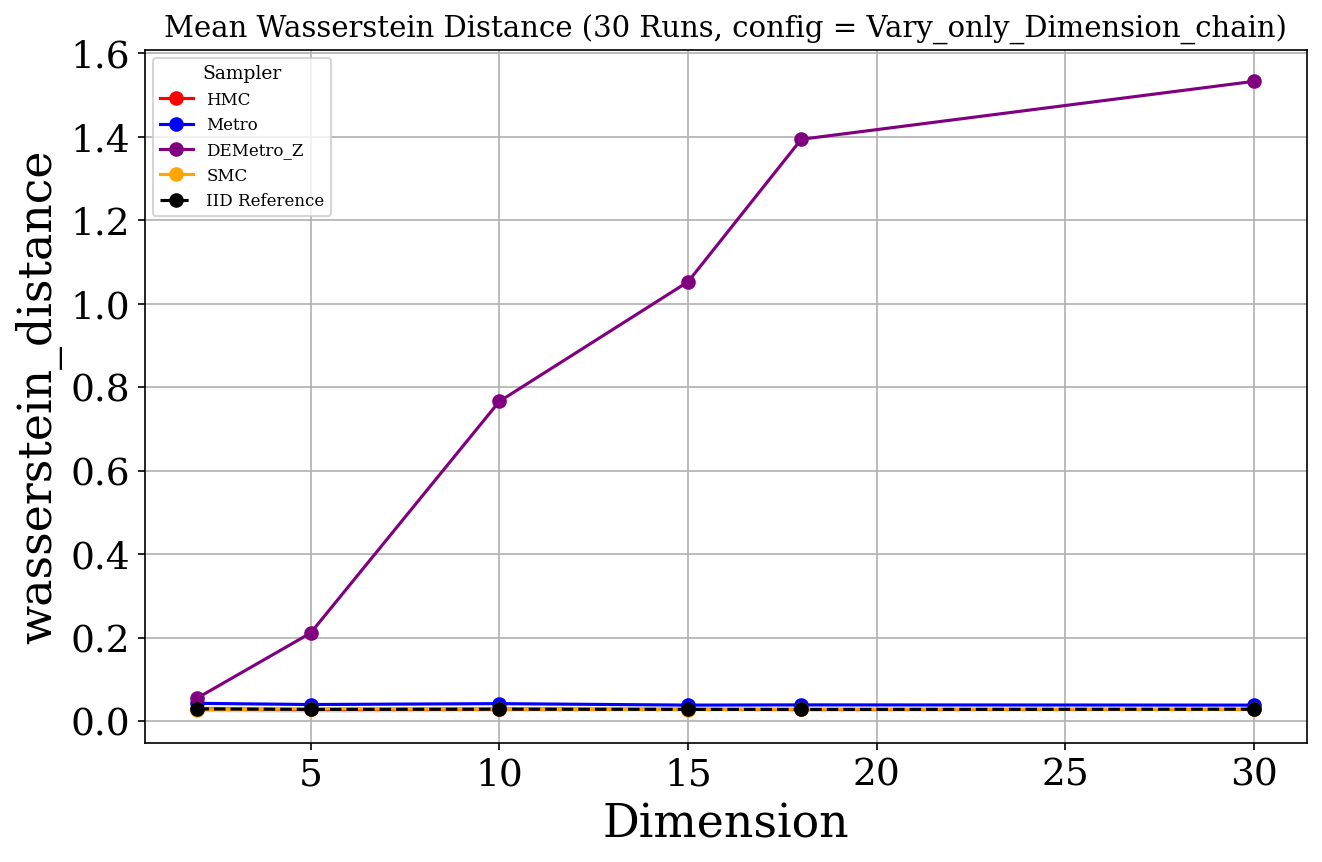 Mean Wasserstein Distance (30 Runs, config = Vary_only_Dimension_chain)
wasserstein_distance
1.6
1.4
1.2
1.0
0.8
0.6
0.4
0.2
0.0
Sampler
HMC
Metro
DEMetro_Z
SMC
IID Reference
5 10 15 20 25 30
Dimension